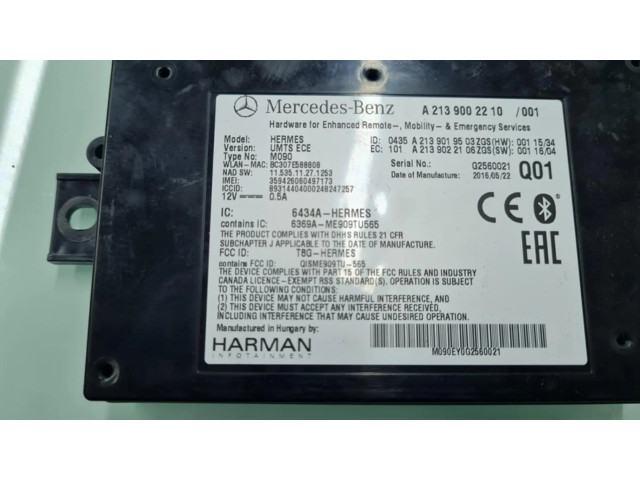 Mercedes-Benz A 213 900 22 10 /001
Hardware for Enhanced Remote-, Mobility- & Emergency Services
Model: HERMES ID: 0435 A 213 901 95 03 ZGS(HW): 001 15/34
Version: UMTS ECE EC: 101 A 213 902 21 06 ZGS(SW): 001 16/04
Type No: M090
WLAN-MAC: BC307E588808 Serial No.: G2560021
NAD SW: 11.535.11.27.1253 Date of Manufacture: 2016/05/22 Q01
IMEI: 359426060497173
ICCID: 8931440400024824 7257
12V⎓ 0.5A
IC: 6434A-HERMES
contains IC: 6369A-ME909TU565
THE PRODUCT COMPLIES WITH DHHS RULES 21 CFR
SUBCHAPTER J APPLICABLE TO THE DATE OF MANUFACTURE.
FCC ID: T8G-HERMES
contains FCC ID: QISME909TU-565
THE DEVICE COMPLIES WITH PART 15 OF THE FCC RULES AND INDUSTRY
CANADA LICENCE-EXEMPT RSS STANDARD(S). OPERATION IS SUBJECT
TO THE FOLLOWING TWO CONDITIONS:
(1) THIS DEVICE MAY NOT CAUSE HARMFUL INTERFERENCE, AND
(2) THIS DEVICE MUST ACCEPT ANY INTERFERENCE RECEIVED,
INCLUDING INTERFERENCE THAT MAY CAUSE UNDESIRED OPERATION.
CE
EAC
Manufactured in Hungary by:
HARMAN
INFOTAINMENT
M090EY0G2560021